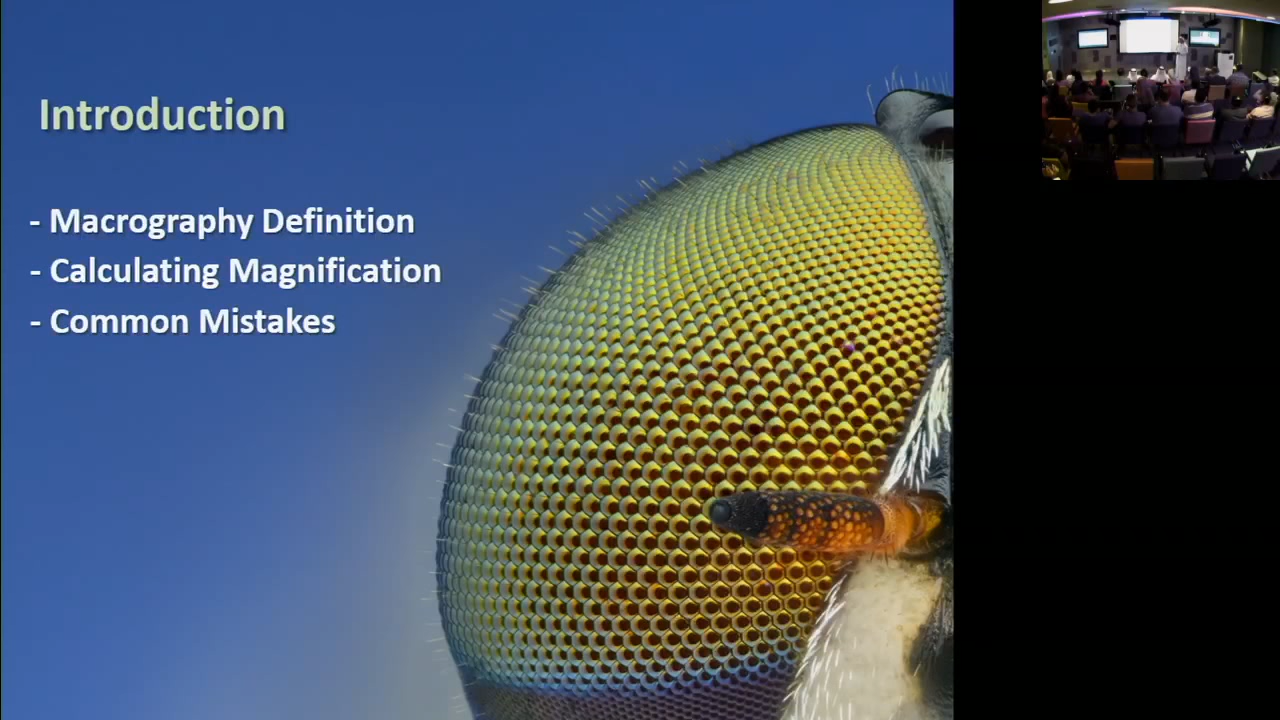 Introduction
- Macrography Definition
- Calculating Magnification
- Common Mistakes